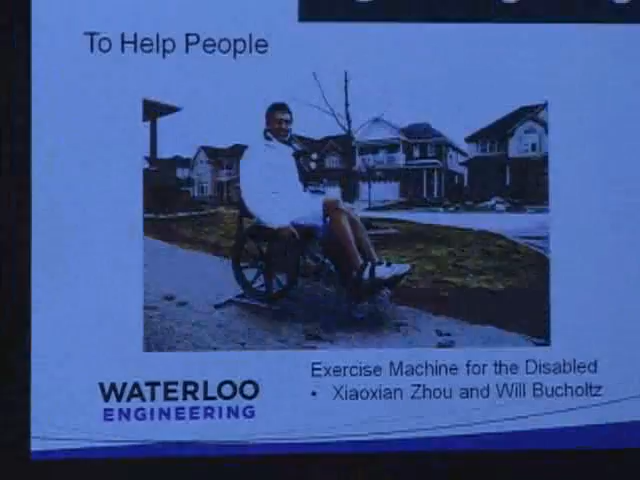 To Help People
Exercise Machine for the Disabled
• Xiaoxian Zhou and Will Bucholtz
WATERLOO
ENGINEERING